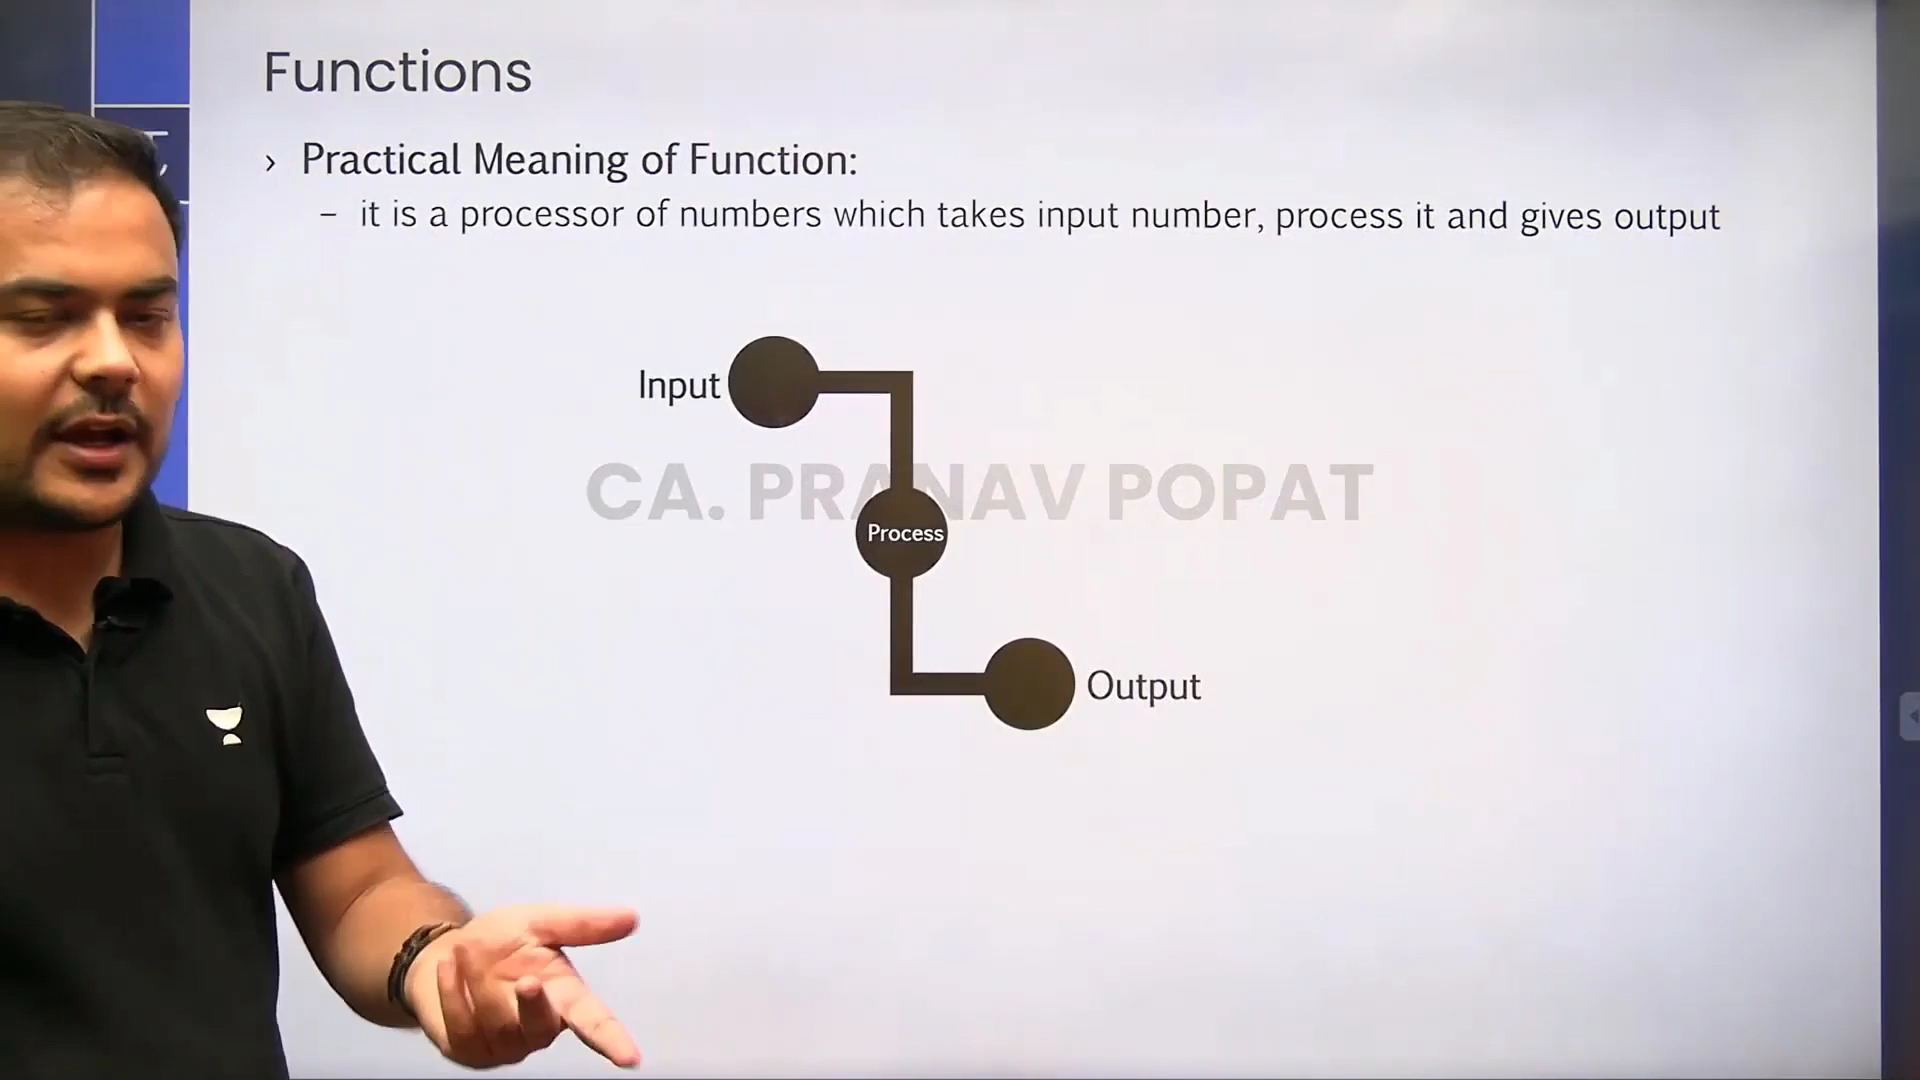 Functions
› Practical Meaning of Function:
– it is a processor of numbers which takes input number, process it and gives output
Input
CA. PRANAV POPAT
Process
Output